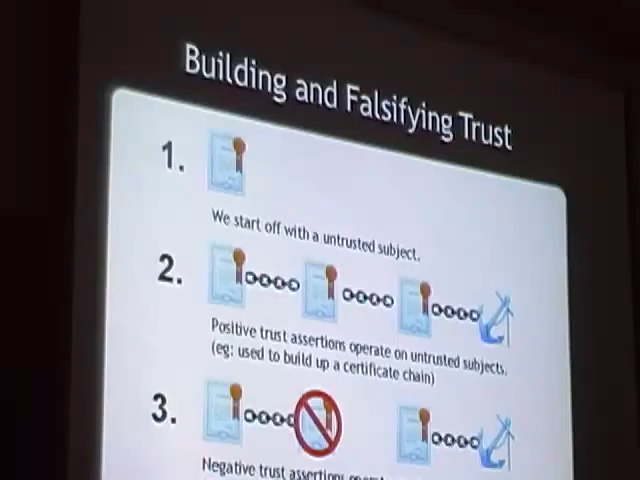 Building and Falsifying Trust
1.
We start off with a untrusted subject.
2.
Positive trust assertions operate on untrusted subjects.
(eg: used to build up a certificate chain)
3.
Negative trust assertions